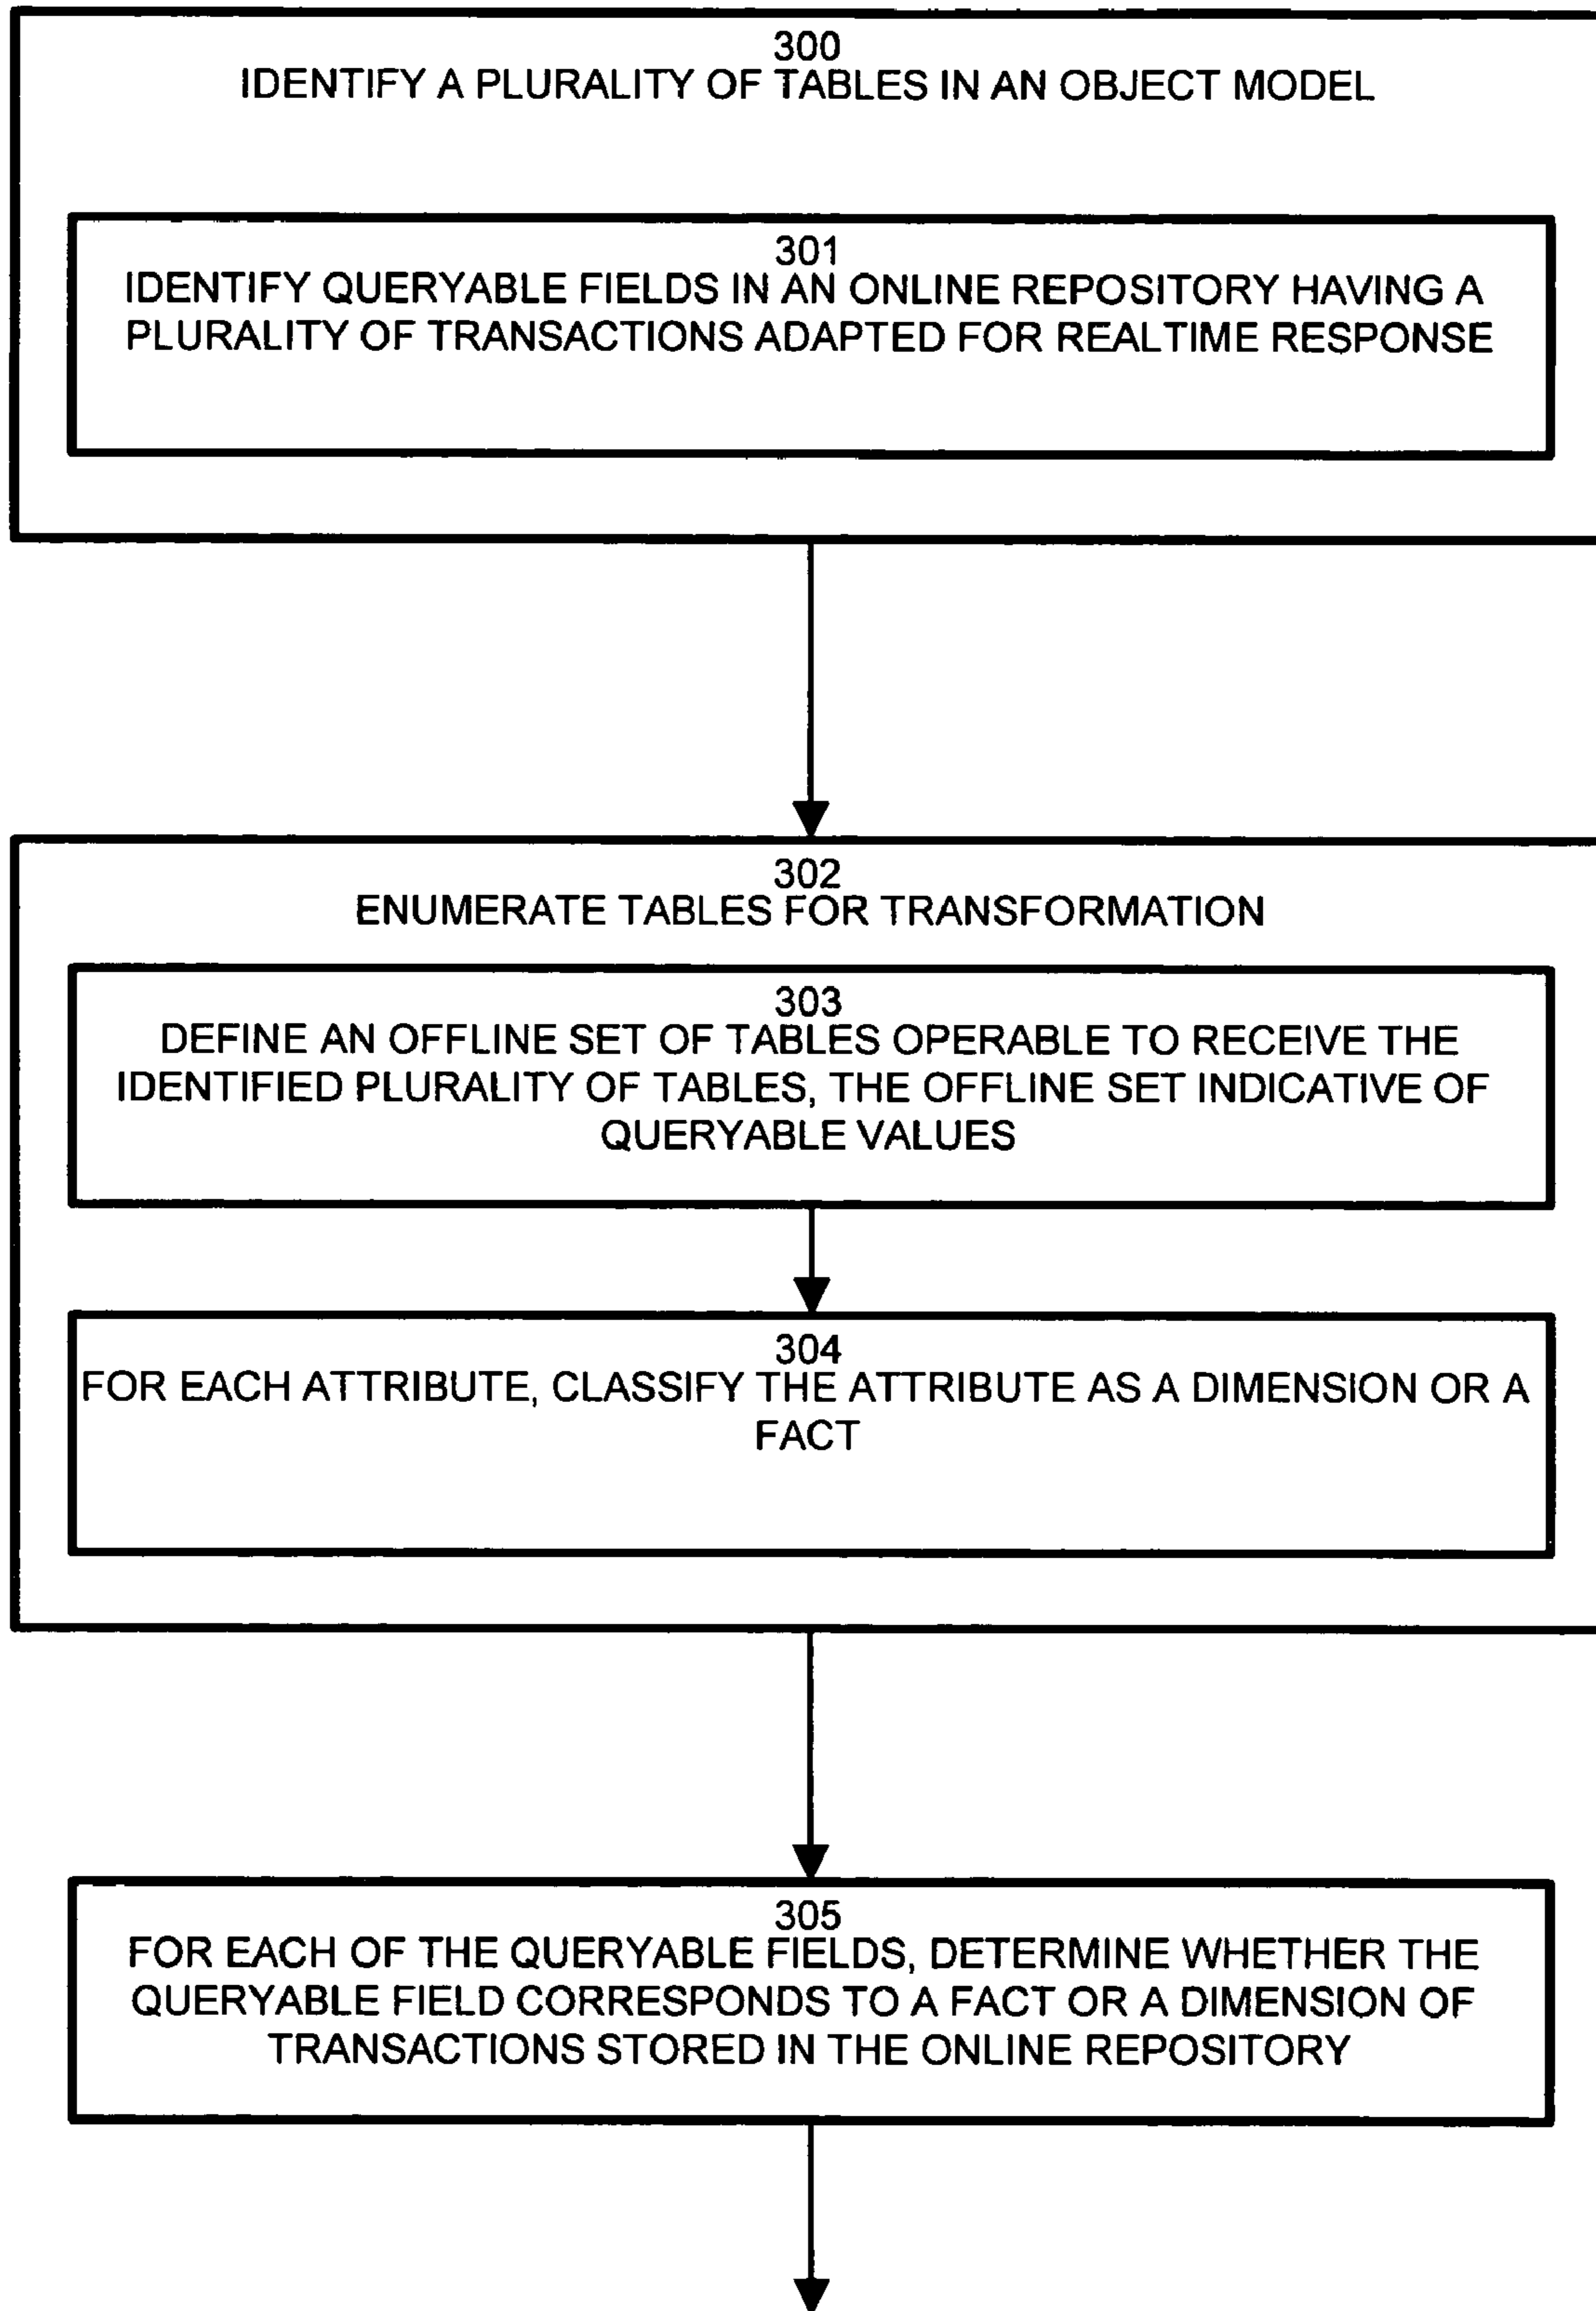 300
IDENTIFY A PLURALITY OF TABLES IN AN OBJECT MODEL
301
IDENTIFY QUERYABLE FIELDS IN AN ONLINE REPOSITORY HAVING A
PLURALITY OF TRANSACTIONS ADAPTED FOR REALTIME RESPONSE
302
ENUMERATE TABLES FOR TRANSFORMATION
303
DEFINE AN OFFLINE SET OF TABLES OPERABLE TO RECEIVE THE
IDENTIFIED PLURALITY OF TABLES, THE OFFLINE SET INDICATIVE OF
QUERYABLE VALUES
304
FOR EACH ATTRIBUTE, CLASSIFY THE ATTRIBUTE AS A DIMENSION OR A
FACT
305
FOR EACH OF THE QUERYABLE FIELDS, DETERMINE WHETHER THE
QUERYABLE FIELD CORRESPONDS TO A FACT OR A DIMENSION OF
TRANSACTIONS STORED IN THE ONLINE REPOSITORY